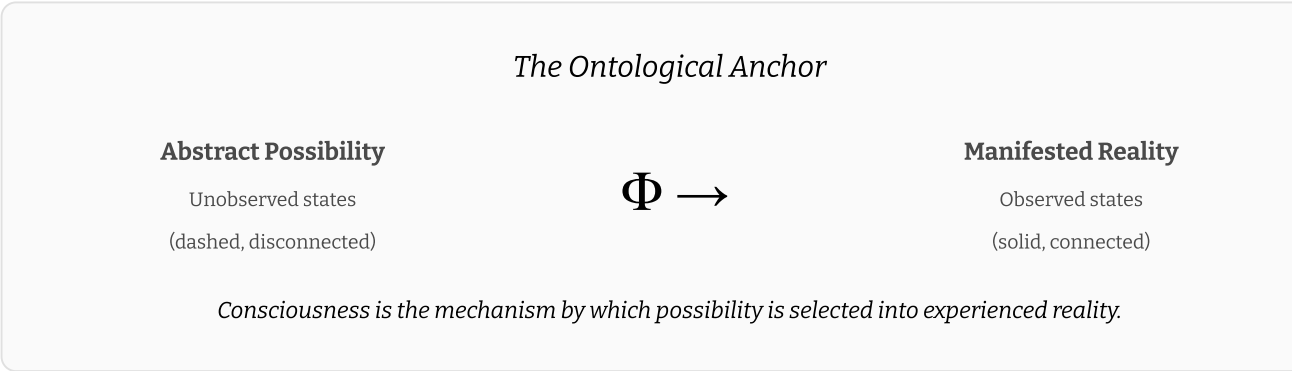 The Ontological Anchor
Abstract Possibility
Unobserved states
(dashed, disconnected)
Φ →
Manifested Reality
Observed states
(solid, connected)
Consciousness is the mechanism by which possibility is selected into experienced reality.